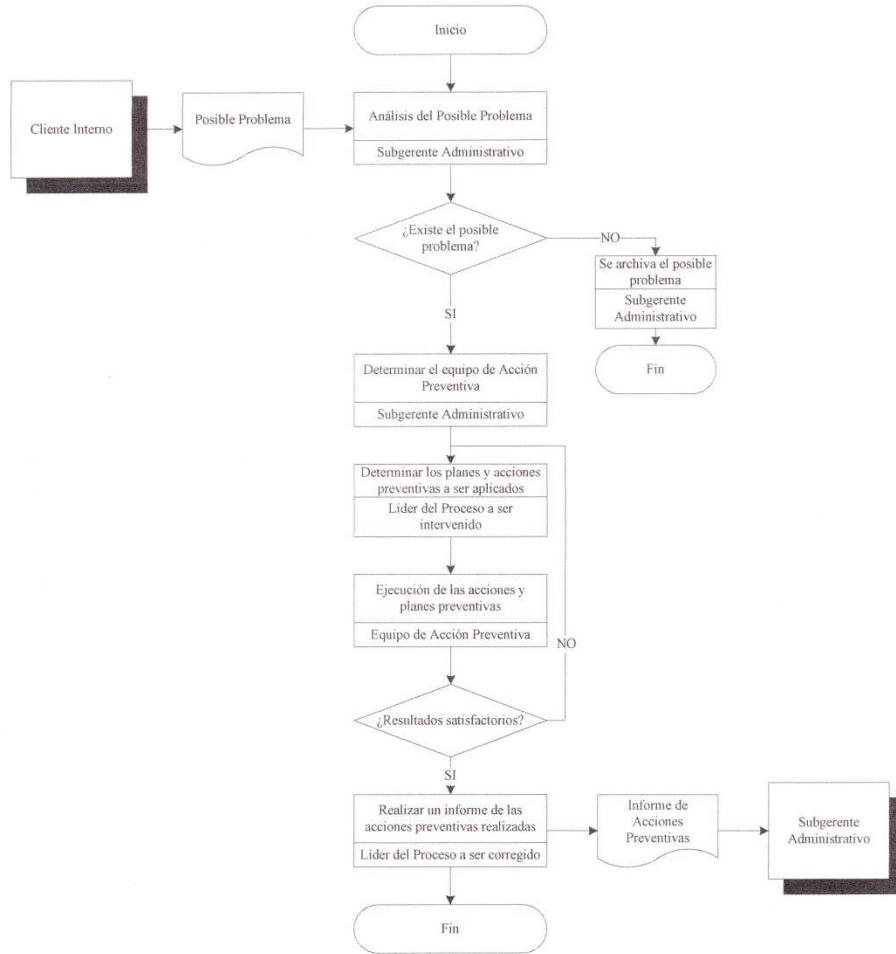 Inicio
Cliente Interno
Posible Problema
Análisis del Posible Problema
Subgerente Administrativo
¿Existe el posible
problema?
NO
Se archiva el posible
problema
Subgerente
Administrativo
Fin
SI
Determinar el equipo de Acción
Preventiva
Subgerente Administrativo
Determinar los planes y acciones
preventivas a ser aplicados
Líder del Proceso a ser
intervenido
Ejecución de las acciones y
planes preventivas
Equipo de Acción Preventiva
NO
¿Resultados satisfactorios?
SI
Realizar un informe de las
acciones preventivas realizadas
Líder del Proceso a ser corregido
Informe de
Acciones
Preventivas
Subgerente
Administrativo
Fin